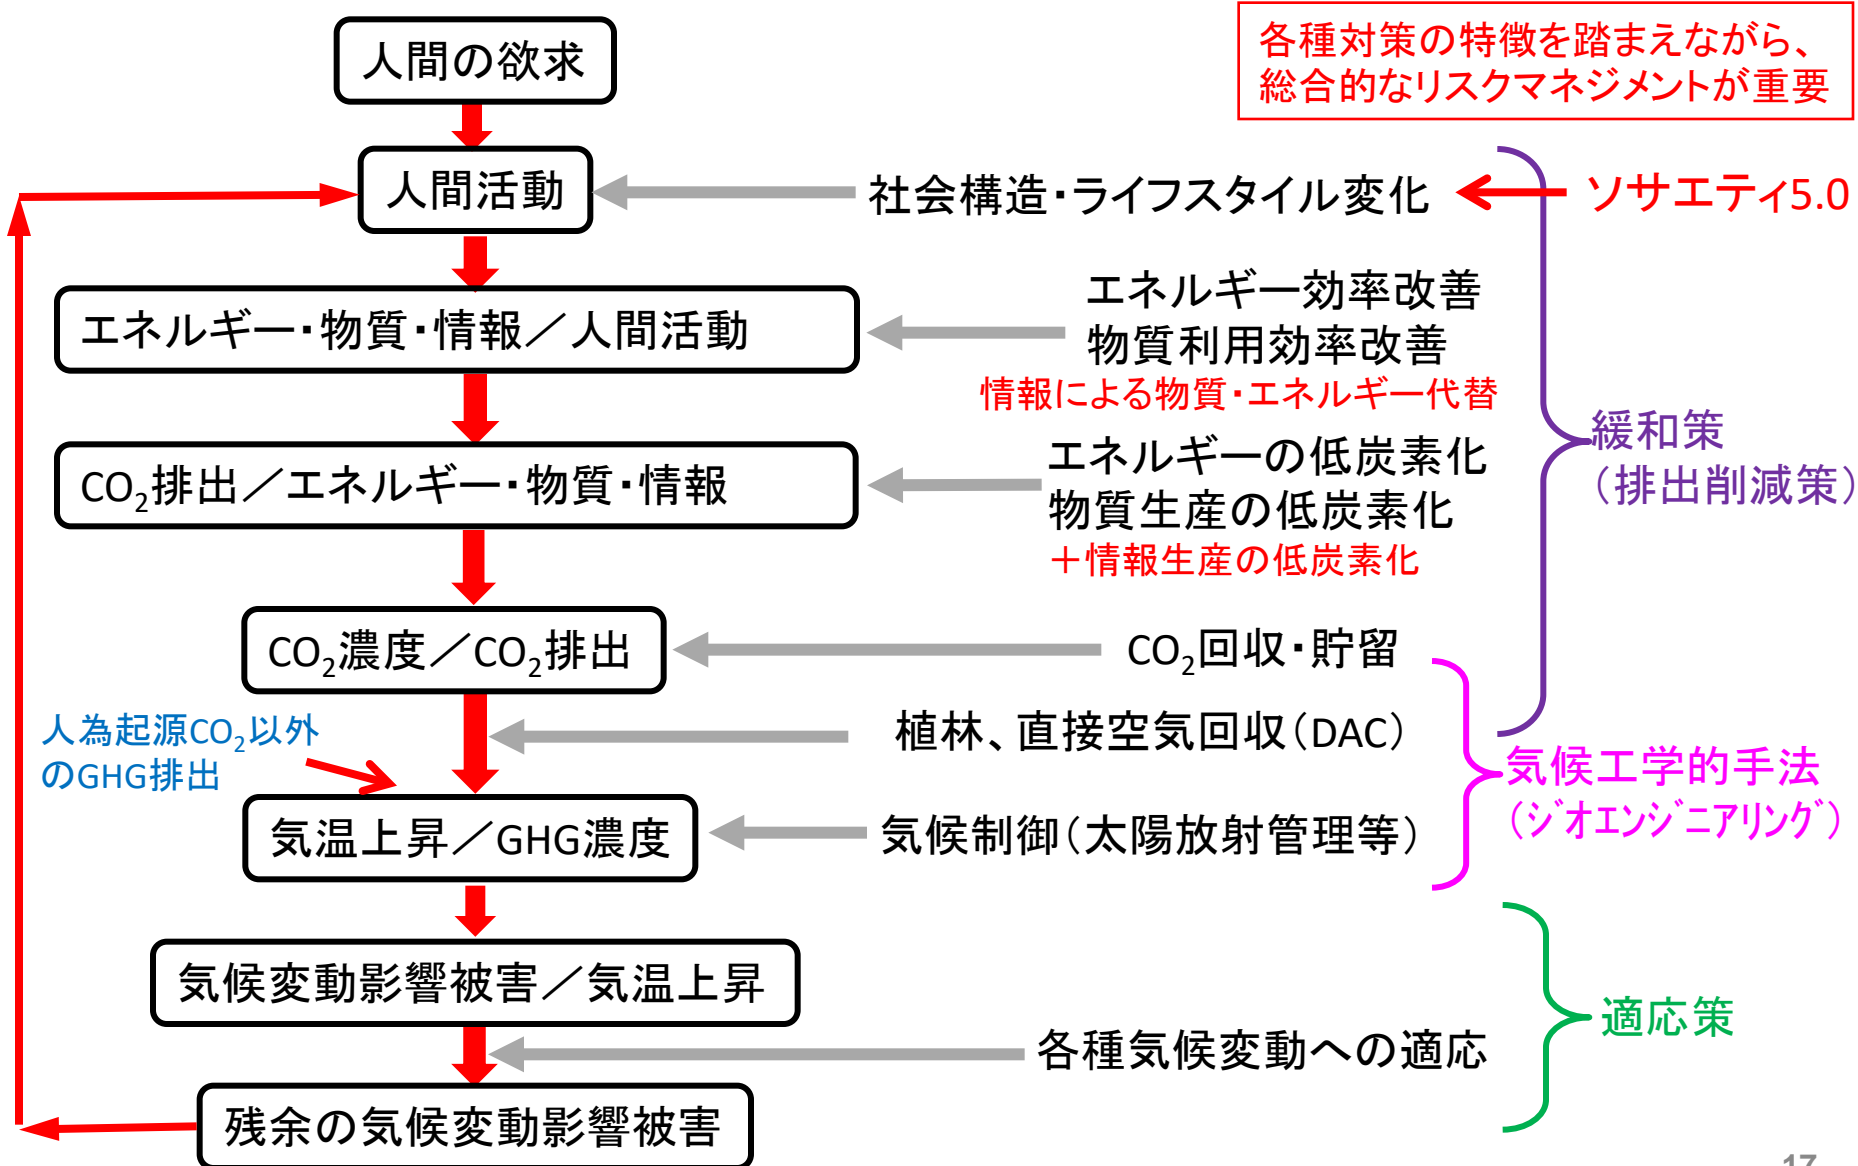 人間の欲求
各種対策の特徴を踏まえながら、
総合的なリスクマネジメントが重要
人間活動
社会構造・ライフスタイル変化
ソサエティ5.0
エネルギー・物質・情報／人間活動
エネルギー効率改善
物質利用効率改善
情報による物質・エネルギー代替
緩和策
（排出削減策）
CO₂排出／エネルギー・物質・情報
エネルギーの低炭素化
物質生産の低炭素化
＋情報生産の低炭素化
CO₂濃度／CO₂排出
CO₂回収・貯留
人為起源CO₂以外
のGHG排出
植林、直接空気回収（DAC）
気候工学的手法
（ｼﾞｵｴﾝｼﾞﾆｱﾘﾝｸﾞ）
気温上昇／GHG濃度
気候制御（太陽放射管理等）
気候変動影響被害／気温上昇
適応策
各種気候変動への適応
残余の気候変動影響被害
17